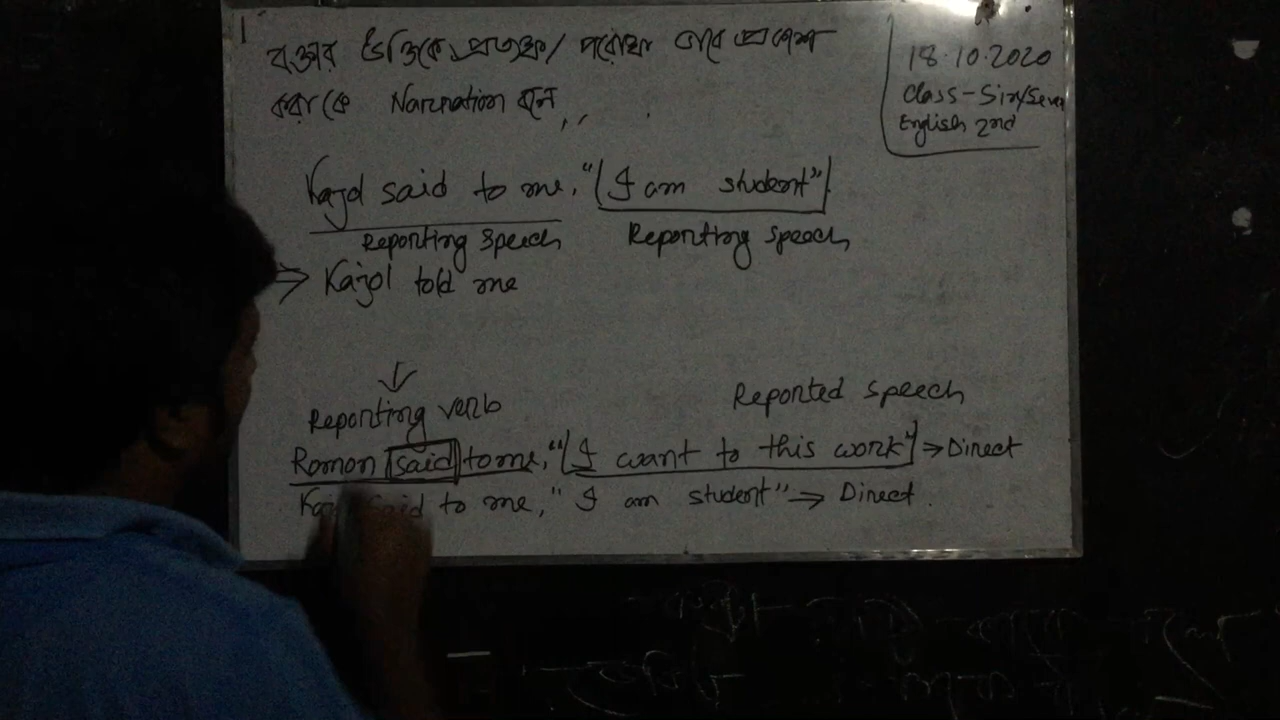 বক্তার উক্তিকে প্রত্যক্ষ/ পরোক্ষ ভাবে প্রকাশ
করাকে Narration বলে,,
18.10.2020
Class-Six/Seven
English 2nd
Kajol said to me, "I am student"
Reporting Speech Reporting Speech
⇒ Kajol told me
Reporting verb Reported speech
Romon said to me, "I want to this work" → Direct
said to me, "I am student" → Direct.